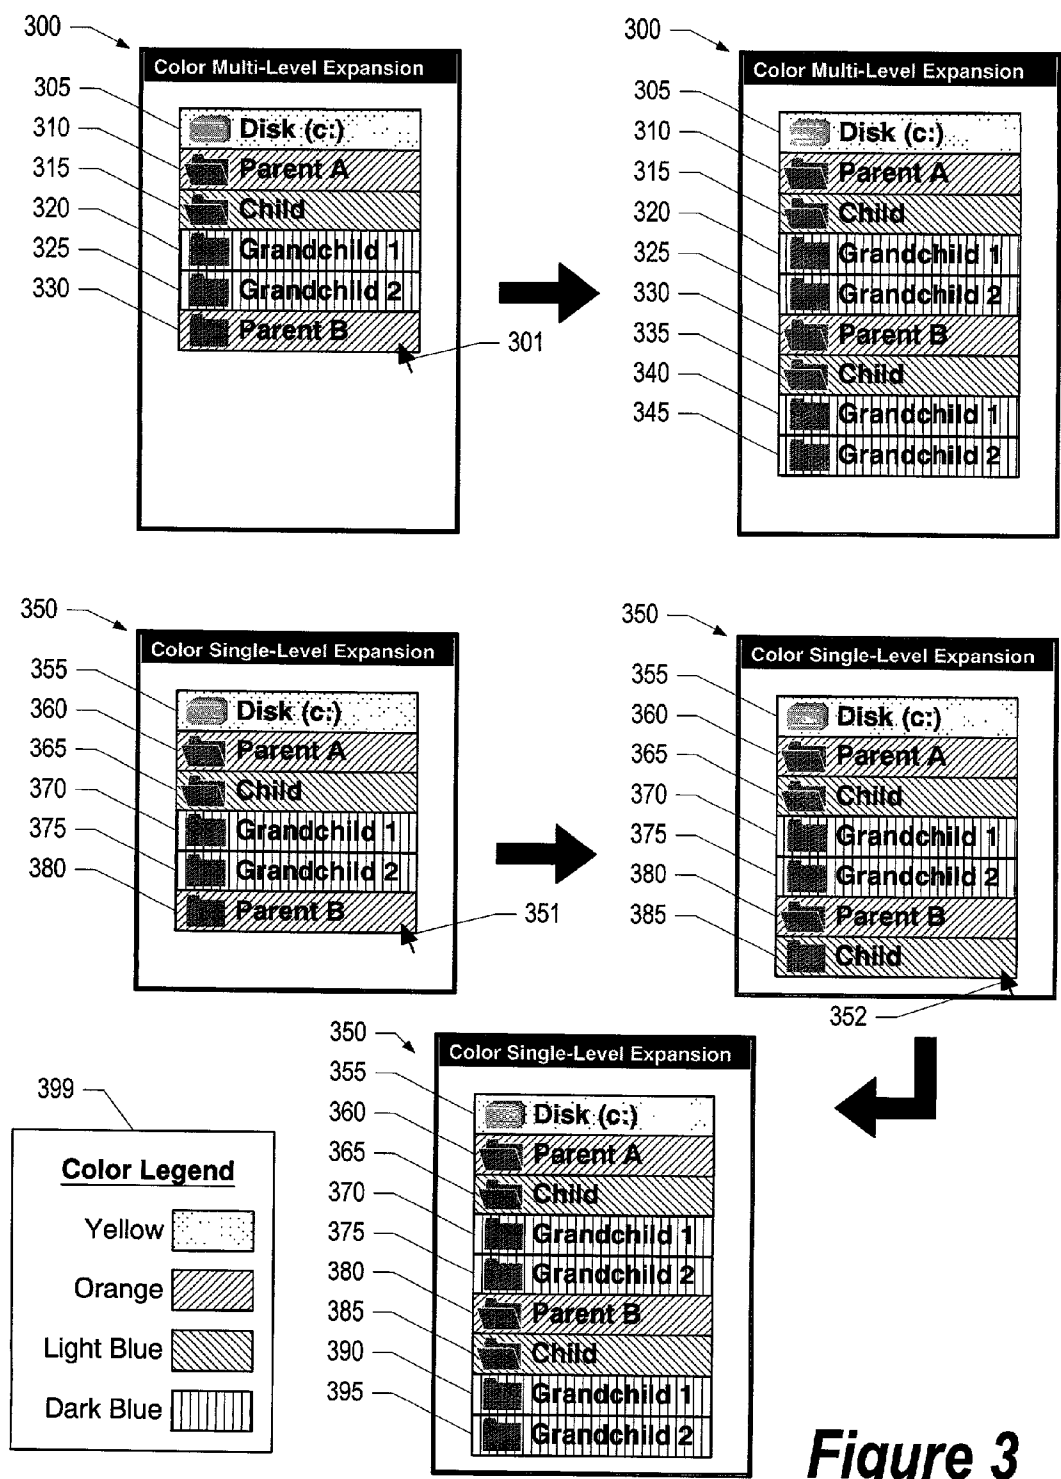 300
Color Multi-Level Expansion
305
Disk (c:)
310
Parent A
315
Child
320
Grandchild 1
325
Grandchild 2
330
Parent B
301
300
Color Multi-Level Expansion
305
Disk (c:)
310
Parent A
315
Child
320
Grandchild 1
325
Grandchild 2
330
Parent B
335
Child
340
Grandchild 1
345
Grandchild 2
350
Color Single-Level Expansion
355
Disk (c:)
360
Parent A
365
Child
370
Grandchild 1
375
Grandchild 2
380
Parent B
351
350
Color Single-Level Expansion
355
Disk (c:)
360
Parent A
365
Child
370
Grandchild 1
375
Grandchild 2
380
Parent B
385
Child
352
350
Color Single-Level Expansion
355
Disk (c:)
360
Parent A
365
Child
370
Grandchild 1
375
Grandchild 2
380
Parent B
385
Child
390
Grandchild 1
395
Grandchild 2
399
Color Legend
Yellow
Orange
Light Blue
Dark Blue
Figure 3